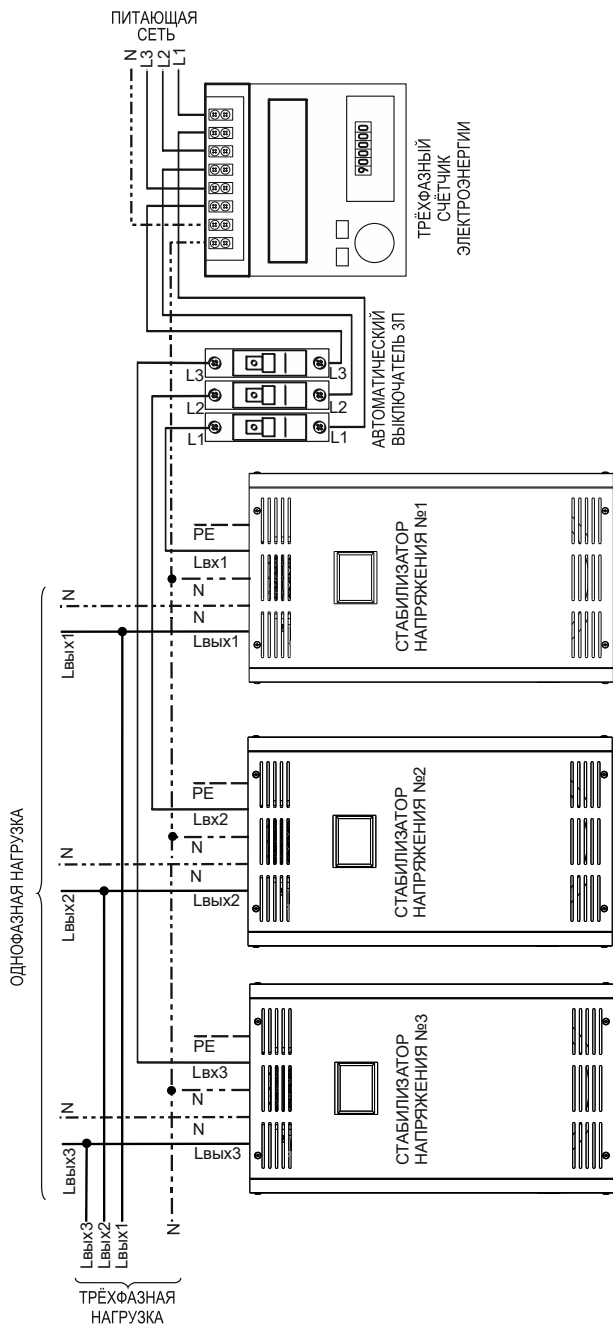 ПИТАЮЩАЯ
СЕТЬ
N
L3
L2
L1
900000
ТРЁХФАЗНЫЙ
СЧЁТЧИК
ЭЛЕКТРОЭНЕРГИИ
L3
L3
L2
L2
L1
L1
АВТОМАТИЧЕСКИЙ
ВЫКЛЮЧАТЕЛЬ 3П
PE
Lвх1
N
N
Lвых1
N
Lвых1
СТАБИЛИЗАТОР
НАПРЯЖЕНИЯ №1
ОДНОФАЗНАЯ НАГРУЗКА
PE
Lвх2
N
N
Lвых2
N
Lвых2
СТАБИЛИЗАТОР
НАПРЯЖЕНИЯ №2
PE
Lвх3
N
N
Lвых3
N
Lвых3
СТАБИЛИЗАТОР
НАПРЯЖЕНИЯ №3
Lвых3
Lвых2
Lвых1
N
ТРЁХФАЗНАЯ
НАГРУЗКА